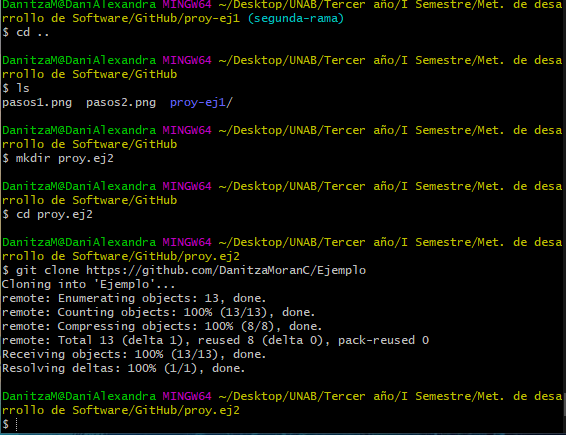 DanitzaM@DaniAlexandra MINGW64 ~/Desktop/UNAB/Tercer año/I Semestre/Met. de desa
rrollo de Software/GitHub/proy-ej1 (segunda-rama)
$ cd ..
DanitzaM@DaniAlexandra MINGW64 ~/Desktop/UNAB/Tercer año/I Semestre/Met. de desa
rrollo de Software/GitHub
$ ls
pasos1.png  pasos2.png  proy-ej1/
DanitzaM@DaniAlexandra MINGW64 ~/Desktop/UNAB/Tercer año/I Semestre/Met. de desa
rrollo de Software/GitHub
$ mkdir proy.ej2
DanitzaM@DaniAlexandra MINGW64 ~/Desktop/UNAB/Tercer año/I Semestre/Met. de desa
rrollo de Software/GitHub
$ cd proy.ej2
DanitzaM@DaniAlexandra MINGW64 ~/Desktop/UNAB/Tercer año/I Semestre/Met. de desa
rrollo de Software/GitHub/proy.ej2
$ git clone https://github.com/DanitzaMoranC/Ejemplo
Cloning into 'Ejemplo'...
remote: Enumerating objects: 13, done.
remote: Counting objects: 100% (13/13), done.
remote: Compressing objects: 100% (8/8), done.
remote: Total 13 (delta 1), reused 8 (delta 0), pack-reused 0
Receiving objects: 100% (13/13), done.
Resolving deltas: 100% (1/1), done.
DanitzaM@DaniAlexandra MINGW64 ~/Desktop/UNAB/Tercer año/I Semestre/Met. de desa
rrollo de Software/GitHub/proy.ej2
$